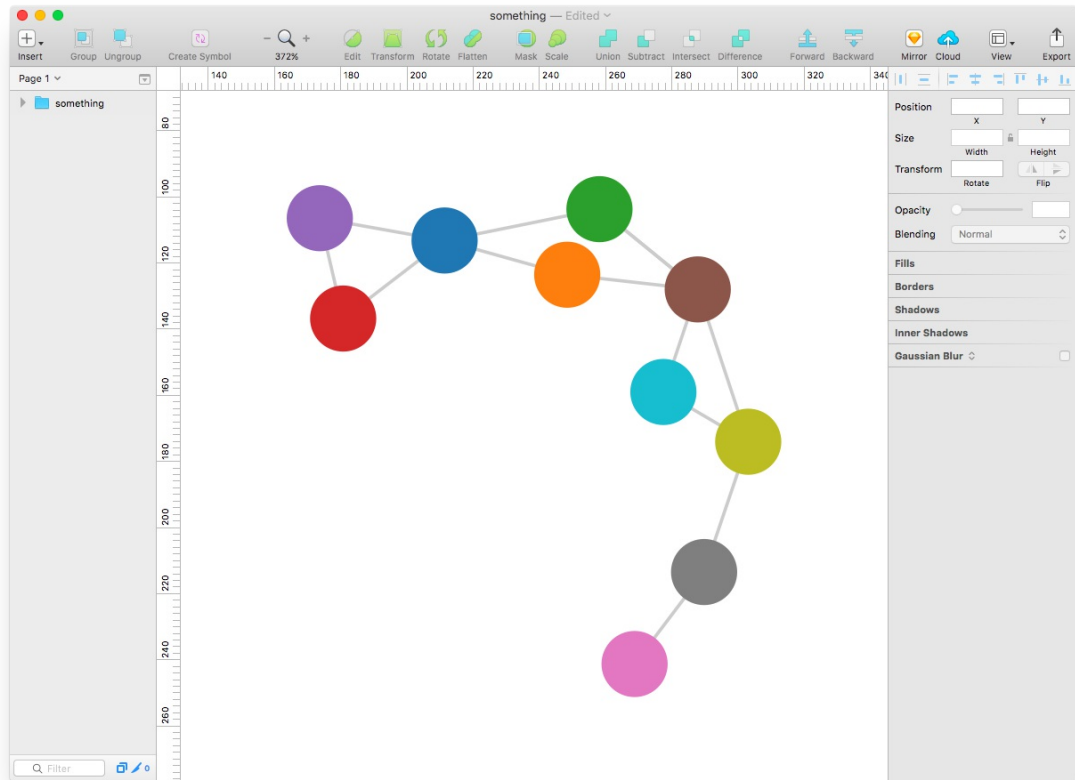 something — Edited
Insert Group Ungroup Create Symbol 372% Edit Transform Rotate Flatten Mask Scale Union Subtract Intersect Difference Forward Backward Mirror Cloud View Export
Page 1
something
140 160 180 200 220 240 260 280 300 320 340
80
100
120
140
160
180
200
220
240
260
Position
X Y
Size
Width Height
Transform
Rotate Flip
Opacity
Blending Normal
Fills
Borders
Shadows
Inner Shadows
Gaussian Blur
Filter 0